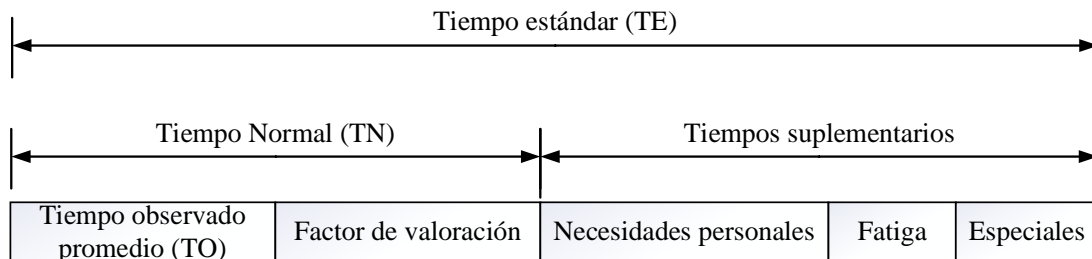 Tiempo estándar (TE)
Tiempo Normal (TN) Tiempos suplementarios
Tiempo observado
promedio (TO) Factor de valoración Necesidades personales Fatiga Especiales